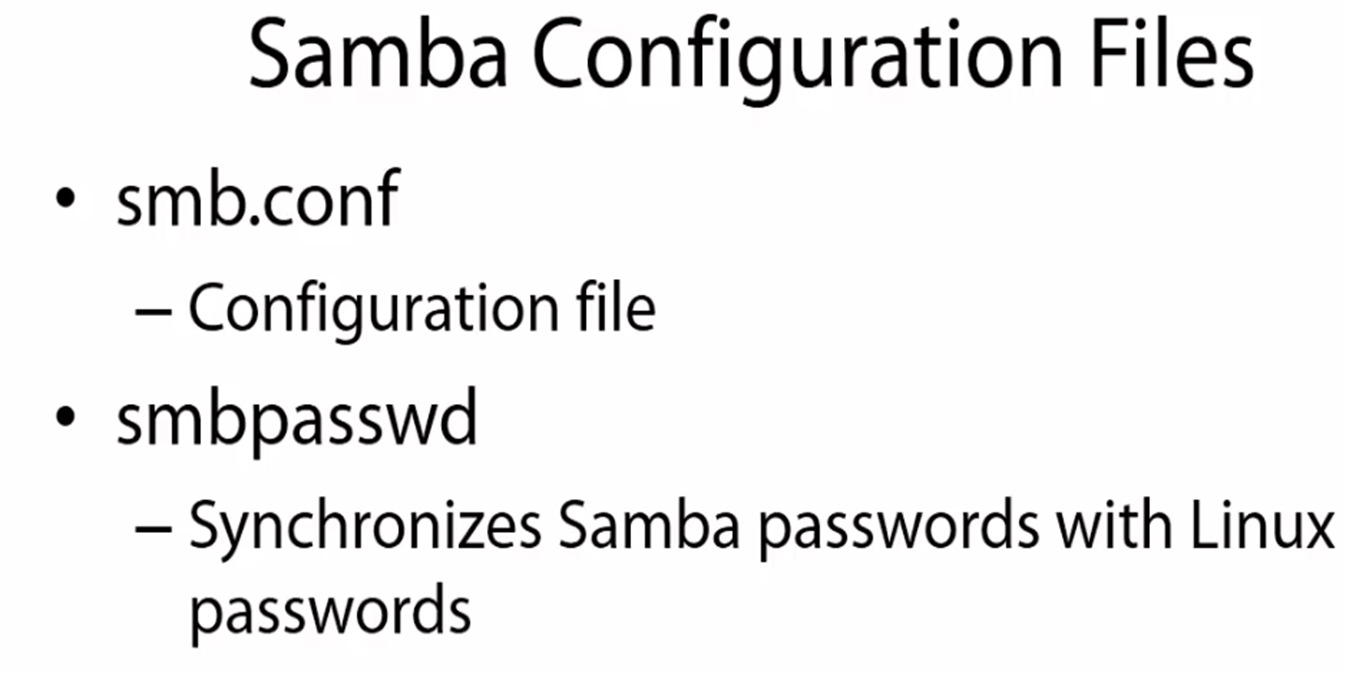 Samba Configuration Files
• smb.conf
– Configuration file
• smbpasswd
– Synchronizes Samba passwords with Linux
passwords